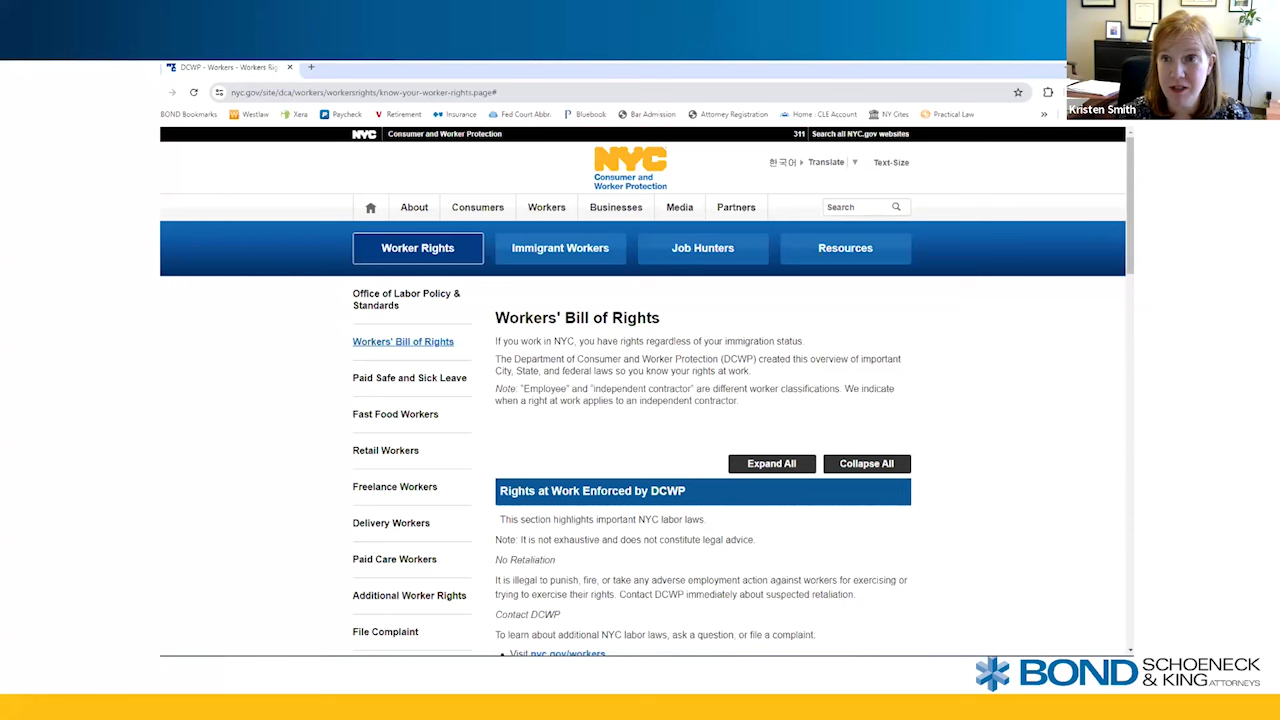 DCWP - Workers - Workers Rig
nyc.gov/site/dca/workers/workersrights/know-your-worker-rights.page#
Kristen Smith
BOND Bookmarks
Westlaw
Xera
Paycheck
Retirement
Insurance
Fed Court Abbr.
Bluebook
Bar Admission
Attorney Registration
Home : CLE Account
NY Gites
Practical Law
NYC Consumer and Worker Protection
311 Search all NYC.gov websites
NYC
Consumer and
Worker Protection
한국어 Translate Text-Size
About Consumers Workers Businesses Media Partners Search
Worker Rights Immigrant Workers Job Hunters Resources
Office of Labor Policy &
Standards
Workers' Bill of Rights
Paid Safe and Sick Leave
Fast Food Workers
Retail Workers
Freelance Workers
Delivery Workers
Paid Care Workers
Additional Worker Rights
File Complaint
Workers' Bill of Rights
If you work in NYC, you have rights regardless of your immigration status.
The Department of Consumer and Worker Protection (DCWP) created this overview of important
City, State, and federal laws so you know your rights at work.
Note: "Employee" and "independent contractor" are different worker classifications. We indicate
when a right at work applies to an independent contractor.
Expand All Collapse All
Rights at Work Enforced by DCWP
This section highlights important NYC labor laws.
Note: It is not exhaustive and does not constitute legal advice.
No Retaliation
It is illegal to punish, fire, or take any adverse employment action against workers for exercising or
trying to exercise their rights. Contact DCWP immediately about suspected retaliation.
Contact DCWP
To learn about additional NYC labor laws, ask a question, or file a complaint.
• Visit nyc.gov/workers
BOND SCHOENECK
& KING ATTORNEYS